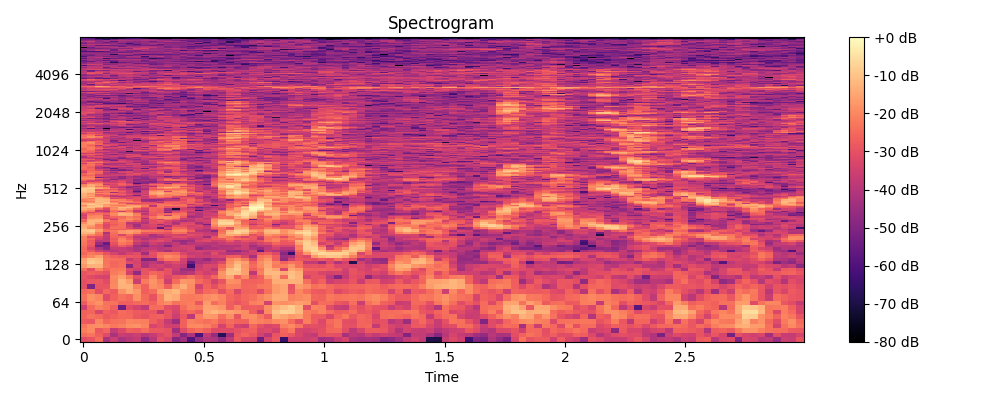 Spectrogram
+0 dB
4096
-10 dB
2048
-20 dB
1024
-30 dB
Hz
512
-40 dB
256
-50 dB
128
-60 dB
64
-70 dB
0
-80 dB
0 0.5 1 1.5 2 2.5
Time